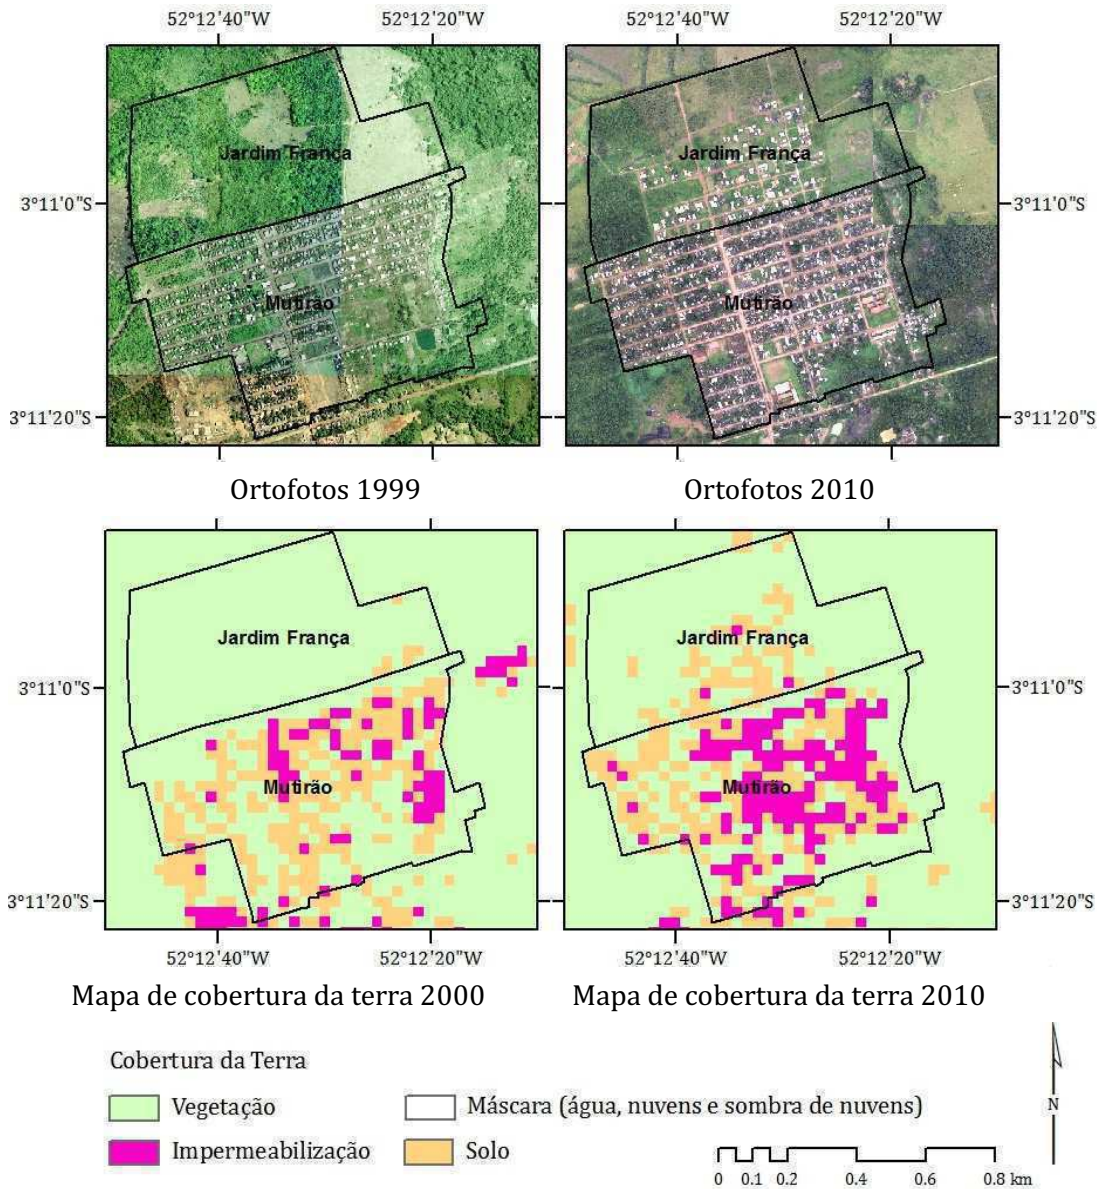 52°12'40"W 52°12'20"W 52°12'40"W 52°12'20"W
Jardim França Jardim França
3°11'0"S 3°11'0"S
Mutirão Mutirão
3°11'20"S 3°11'20"S
Ortofotos 1999 Ortofotos 2010
Jardim França Jardim França
3°11'0"S 3°11'0"S
Mutirão Mutirão
3°11'20"S 3°11'20"S
52°12'40"W 52°12'20"W 52°12'40"W 52°12'20"W
Mapa de cobertura da terra 2000 Mapa de cobertura da terra 2010
Cobertura da Terra
Vegetação Máscara (água, nuvens e sombra de nuvens)
N
Impermeabilização Solo
0 0.1 0.2 0.4 0.6 0.8 km